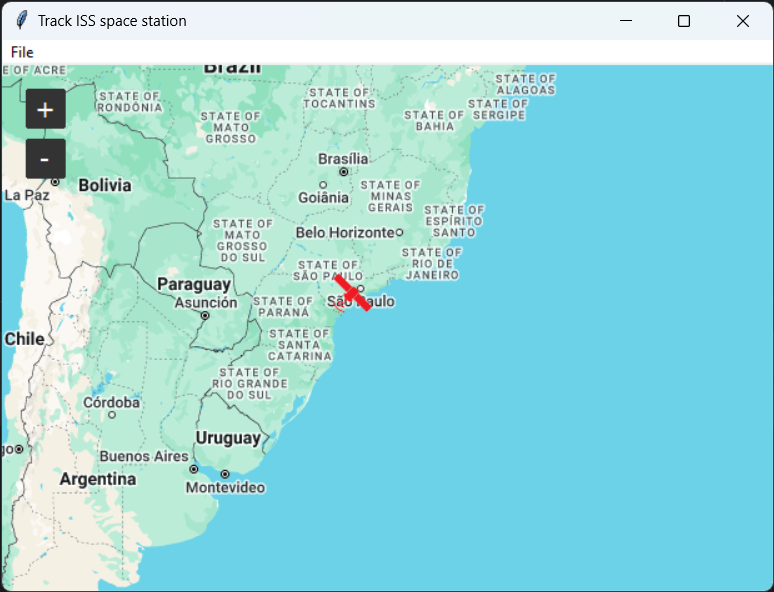 Track ISS space station
File
E OF ACRE
Brazil
STATE OF
RONDÔNIA
STATE OF
TOCANTINS
STATE OF
ALAGOAS
STATE OF
SERGIPE
STATE OF
MATO
GROSSO
STATE OF
BAHIA
+
-
Brasília
Bolivia
La Paz
Goiânia
STATE OF
MINAS
GERAIS
STATE OF
MATO
GROSSO
DO SUL
Belo Horizonte
STATE OF
ESPÍRITO
SANTO
STATE OF
SÃO PAULO
STATE OF
RIO DE
JANEIRO
Paraguay
Asunción
STATE OF
PARANÁ
São Paulo
Chile
STATE OF
SANTA
CATARINA
STATE OF
RIO GRANDE
DO SUL
Córdoba
Uruguay
go
Buenos Aires
Argentina
Montevideo